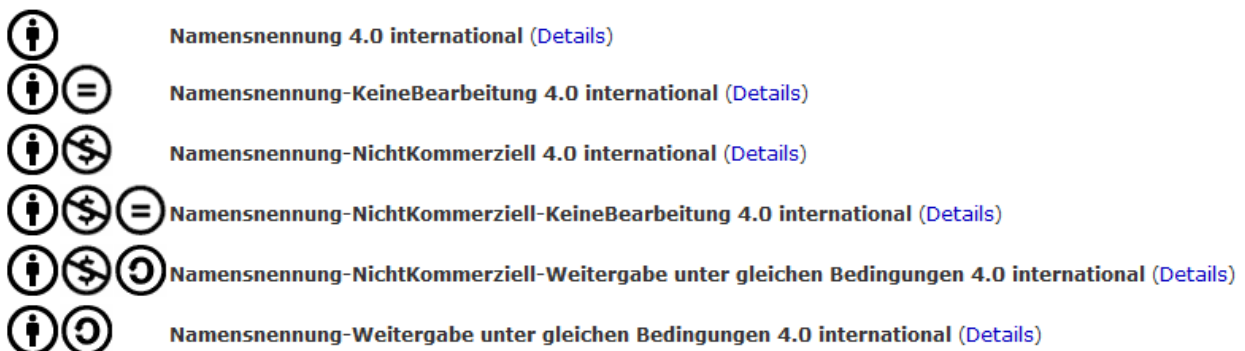 Namensnennung 4.0 international (Details)
Namensnennung-KeineBearbeitung 4.0 international (Details)
Namensnennung-NichtKommerziell 4.0 international (Details)
Namensnennung-NichtKommerziell-KeineBearbeitung 4.0 international (Details)
Namensnennung-NichtKommerziell-Weitergabe unter gleichen Bedingungen 4.0 international (Details)
Namensnennung-Weitergabe unter gleichen Bedingungen 4.0 international (Details)